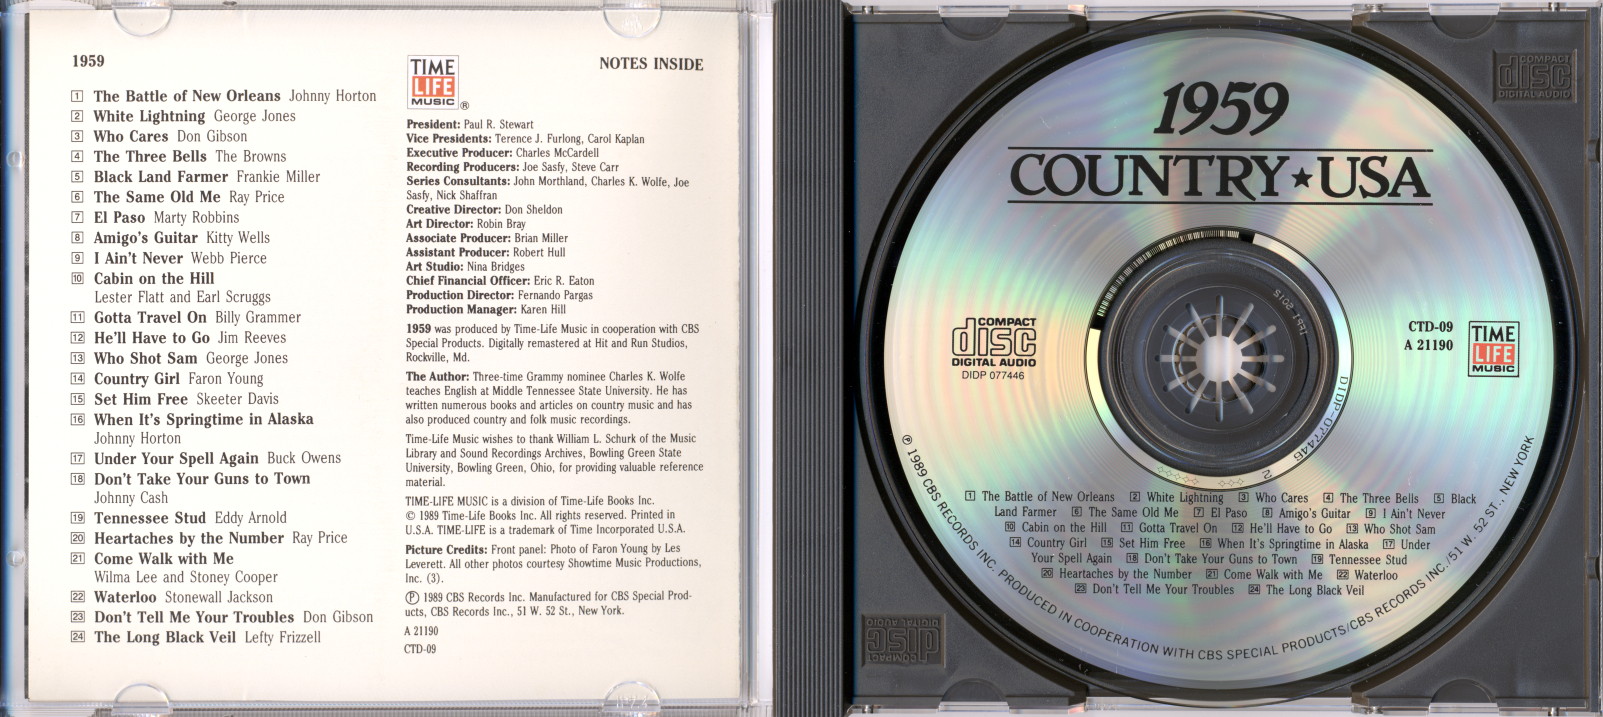 1959
1 The Battle of New Orleans Johnny Horton
2 White Lightning George Jones
3 Who Cares Don Gibson
4 The Three Bells The Browns
5 Black Land Farmer Frankie Miller
6 The Same Old Me Ray Price
7 El Paso Marty Robbins
8 Amigo's Guitar Kitty Wells
9 I Ain't Never Webb Pierce
10 Cabin on the Hill
Lester Flatt and Earl Scruggs
11 Gotta Travel On Billy Grammer
12 He'll Have to Go Jim Reeves
13 Who Shot Sam George Jones
14 Country Girl Faron Young
15 Set Him Free Skeeter Davis
16 When It's Springtime in Alaska
Johnny Horton
17 Under Your Spell Again Buck Owens
18 Don't Take Your Guns to Town
Johnny Cash
19 Tennessee Stud Eddy Arnold
20 Heartaches by the Number Ray Price
21 Come Walk with Me
Wilma Lee and Stoney Cooper
22 Waterloo Stonewall Jackson
23 Don't Tell Me Your Troubles Don Gibson
24 The Long Black Veil Lefty Frizzell
TIME
LIFE
MUSIC ®
NOTES INSIDE
President: Paul R. Stewart
Vice Presidents: Terence J. Furlong, Carol Kaplan
Executive Producer: Charles McCardell
Recording Producers: Joe Sasfy, Steve Carr
Series Consultants: John Morthland, Charles K. Wolfe, Joe
Sasfy, Nick Shaffran
Creative Director: Don Sheldon
Art Director: Robin Bray
Associate Producer: Brian Miller
Assistant Producer: Robert Hull
Art Studio: Nina Bridges
Chief Financial Officer: Eric R. Eaton
Production Director: Fernando Pargas
Production Manager: Karen Hill
1959 was produced by Time-Life Music in cooperation with CBS
Special Products. Digitally remastered at Hit and Run Studios,
Rockville, Md.
The Author: Three-time Grammy nominee Charles K. Wolfe
teaches English at Middle Tennessee State University. He has
written numerous books and articles on country music and has
also produced country and folk music recordings.
Time-Life Music wishes to thank William L. Schurk of the Music
Library and Sound Recordings Archives, Bowling Green State
University, Bowling Green, Ohio, for providing valuable reference
material.
TIME-LIFE MUSIC is a division of Time-Life Books Inc.
© 1989 Time-Life Books Inc. All rights reserved. Printed in
U.S.A. TIME-LIFE is a trademark of Time Incorporated U.S.A.
Picture Credits: Front panel: Photo of Faron Young by Les
Leverett. All other photos courtesy Showtime Music Productions,
Inc. (3).
Ⓟ 1989 CBS Records Inc. Manufactured for CBS Special Prod-
ucts, CBS Records Inc., 51 W. 52 St., New York.
A 21190
CTD-09
1959
COUNTRY★USA
COMPACT
disc
DIGITAL AUDIO
DIDP 077446
CTD-09
A 21190
TIME
LIFE
MUSIC
DIDP-077446 2
1 The Battle of New Orleans 2 White Lightning 3 Who Cares 4 The Three Bells 5 Black
Land Farmer 6 The Same Old Me 7 El Paso 8 Amigo's Guitar 9 I Ain't Never
10 Cabin on the Hill 11 Gotta Travel On 12 He'll Have to Go 13 Who Shot Sam
14 Country Girl 15 Set Him Free 16 When It's Springtime in Alaska 17 Under
Your Spell Again 18 Don't Take Your Guns to Town 19 Tennessee Stud
20 Heartaches by the Number 21 Come Walk with Me 22 Waterloo
23 Don't Tell Me Your Troubles 24 The Long Black Veil
Ⓟ 1989 CBS RECORDS INC. PRODUCED IN COOPERATION WITH CBS SPECIAL PRODUCTS/CBS RECORDS INC./51 W. 52 ST., NEW YORK
COMPACT
disc
DIGITAL AUDIO
COMPACT
disc
DIGITAL AUDIO